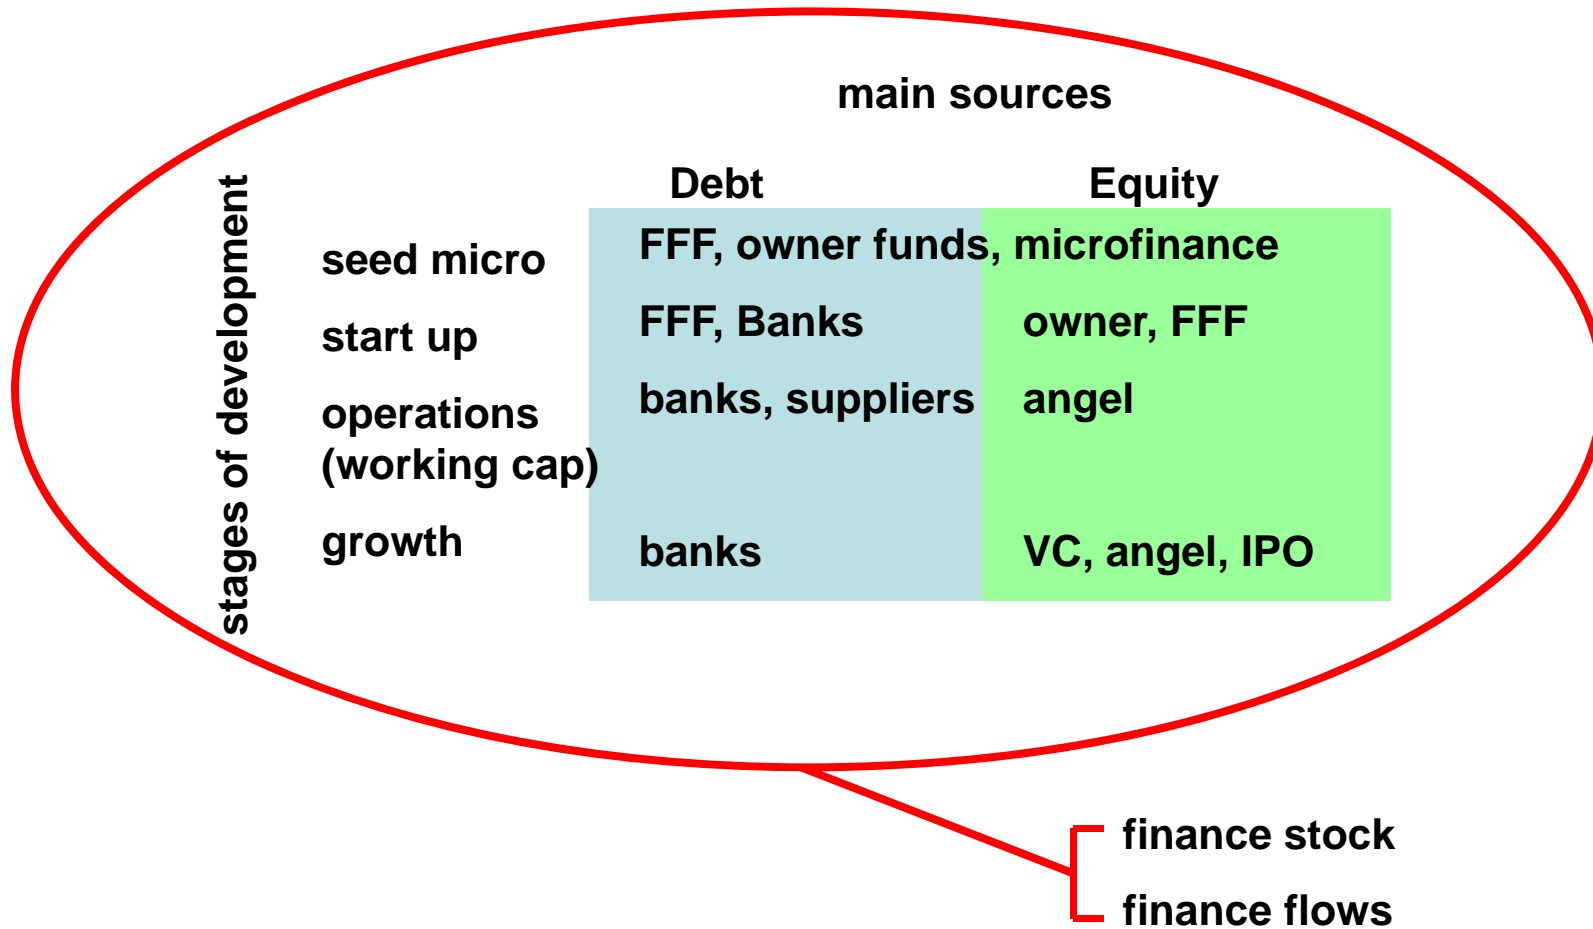 main sources
Debt Equity
stages of development
seed micro FFF, owner funds, microfinance
start up FFF, Banks owner, FFF
operations banks, suppliers angel
(working cap)
growth banks VC, angel, IPO
finance stock
finance flows